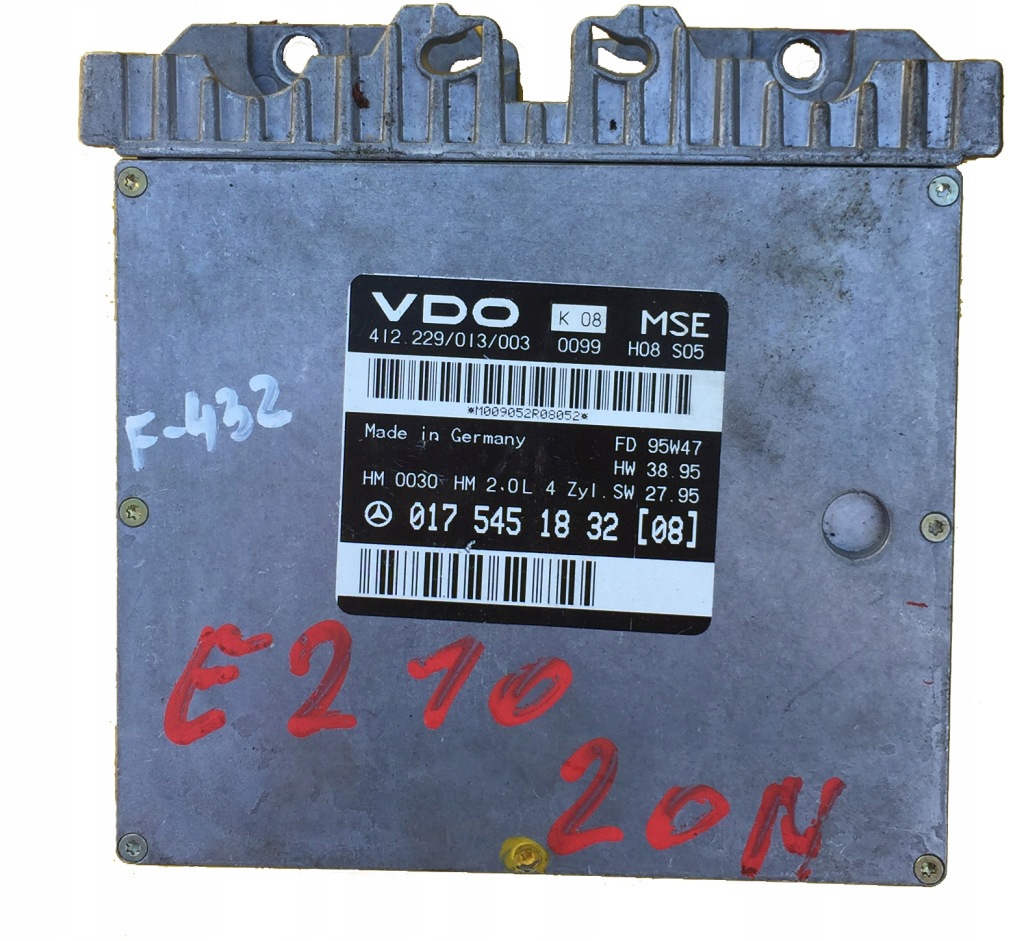 VDO K 08 MSE
412.229/013/003 0099 H08 S05
*M009052R08052*
Made in Germany FD 95W47
HW 38.95
HM 0030 HM 2.0L 4 Zyl. SW 27.95
017 545 18 32 [08]
F-432
E210
20N